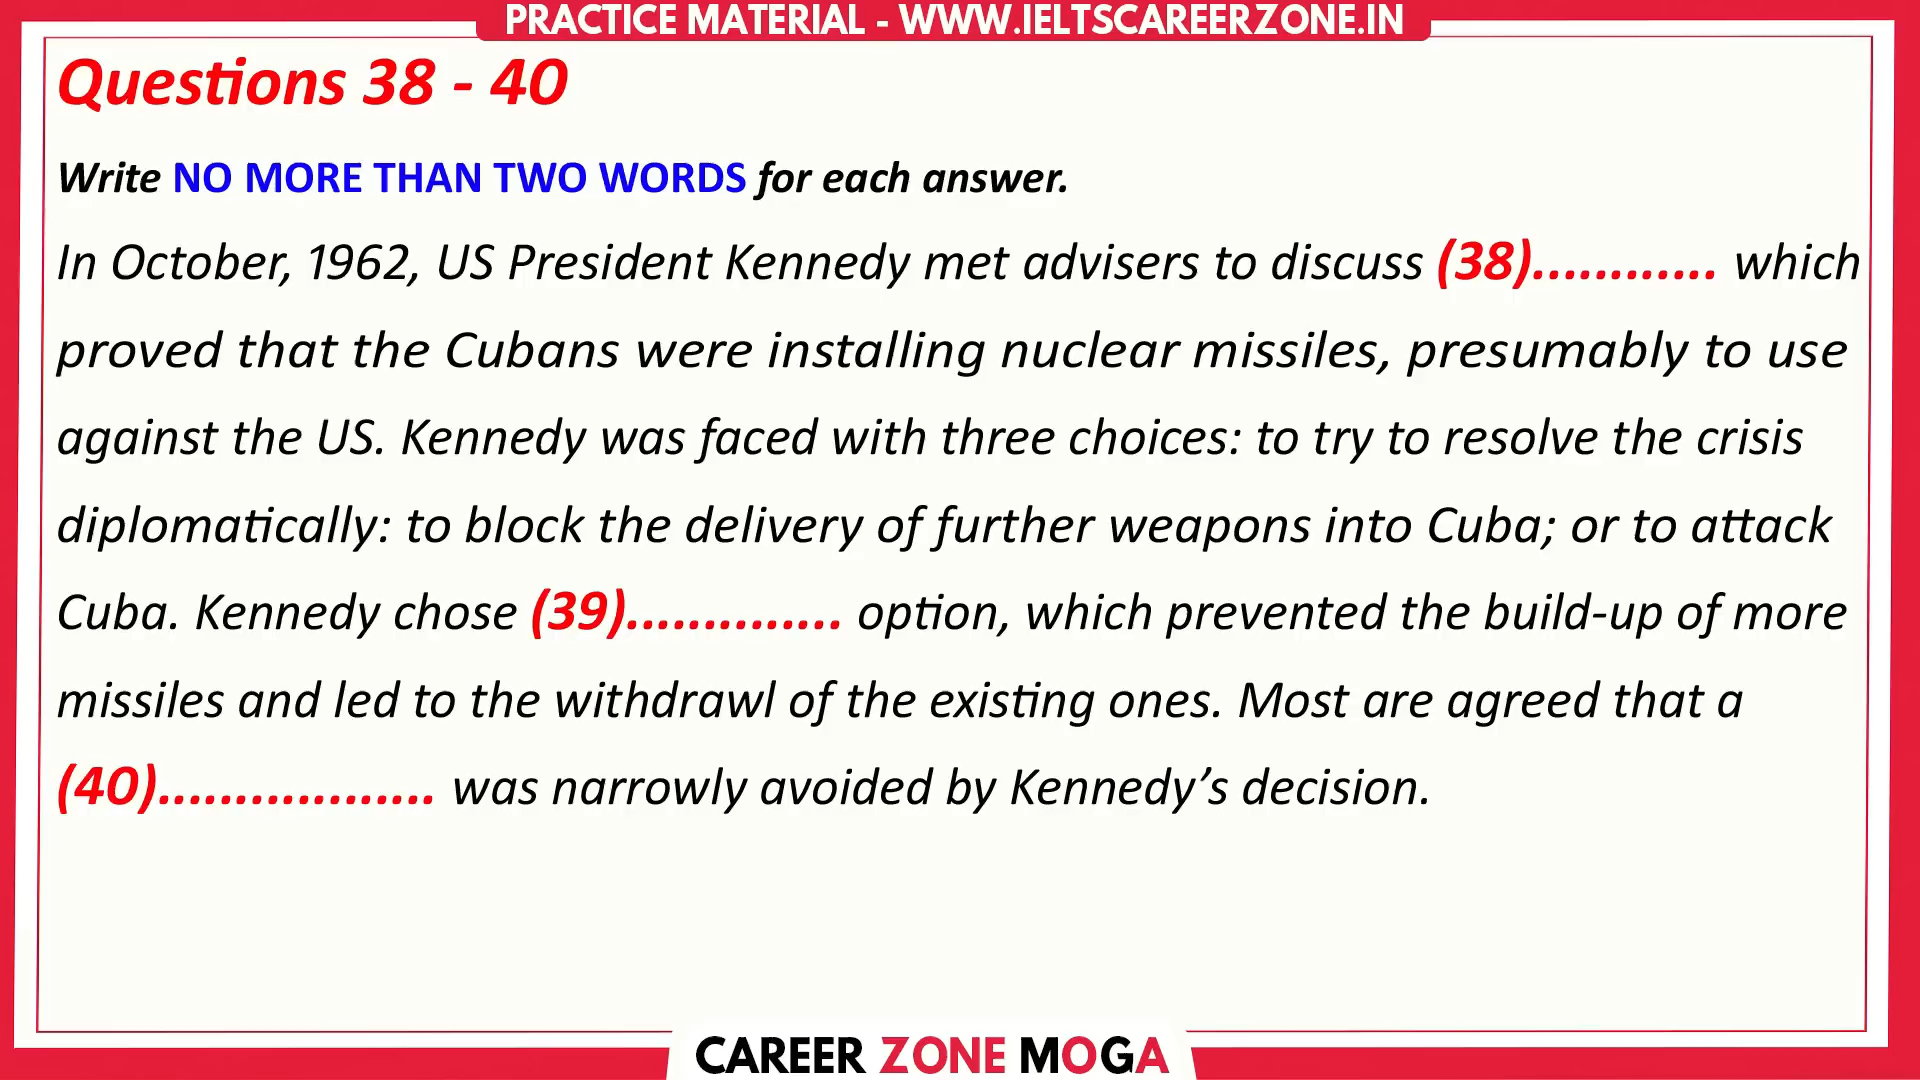 PRACTICE MATERIAL - WWW.IELTSCAREERZONE.IN
Questions 38 - 40
Write NO MORE THAN TWO WORDS for each answer.
In October, 1962, US President Kennedy met advisers to discuss (38)............ which
proved that the Cubans were installing nuclear missiles, presumably to use
against the US. Kennedy was faced with three choices: to try to resolve the crisis
diplomatically: to block the delivery of further weapons into Cuba; or to attack
Cuba. Kennedy chose (39).............. option, which prevented the build-up of more
missiles and led to the withdrawl of the existing ones. Most are agreed that a
(40).................. was narrowly avoided by Kennedy’s decision.
CAREER ZONE MOGA